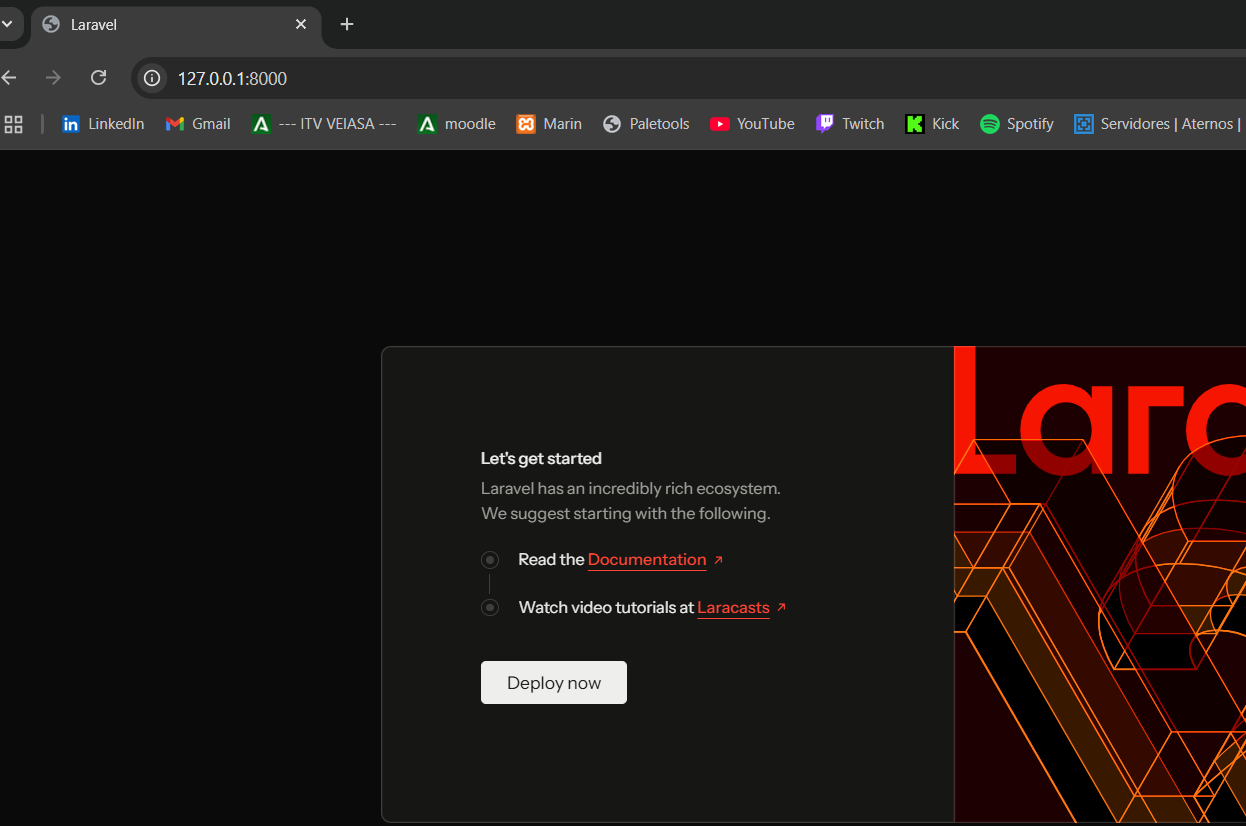 Laravel
127.0.0.1:8000
LinkedIn Gmail --- ITV VEIASA --- moodle Marin Paletools YouTube Twitch Kick Spotify Servidores | Aternos |
Let's get started
Laravel has an incredibly rich ecosystem.
We suggest starting with the following.
Read the Documentation
Watch video tutorials at Laracasts
Deploy now